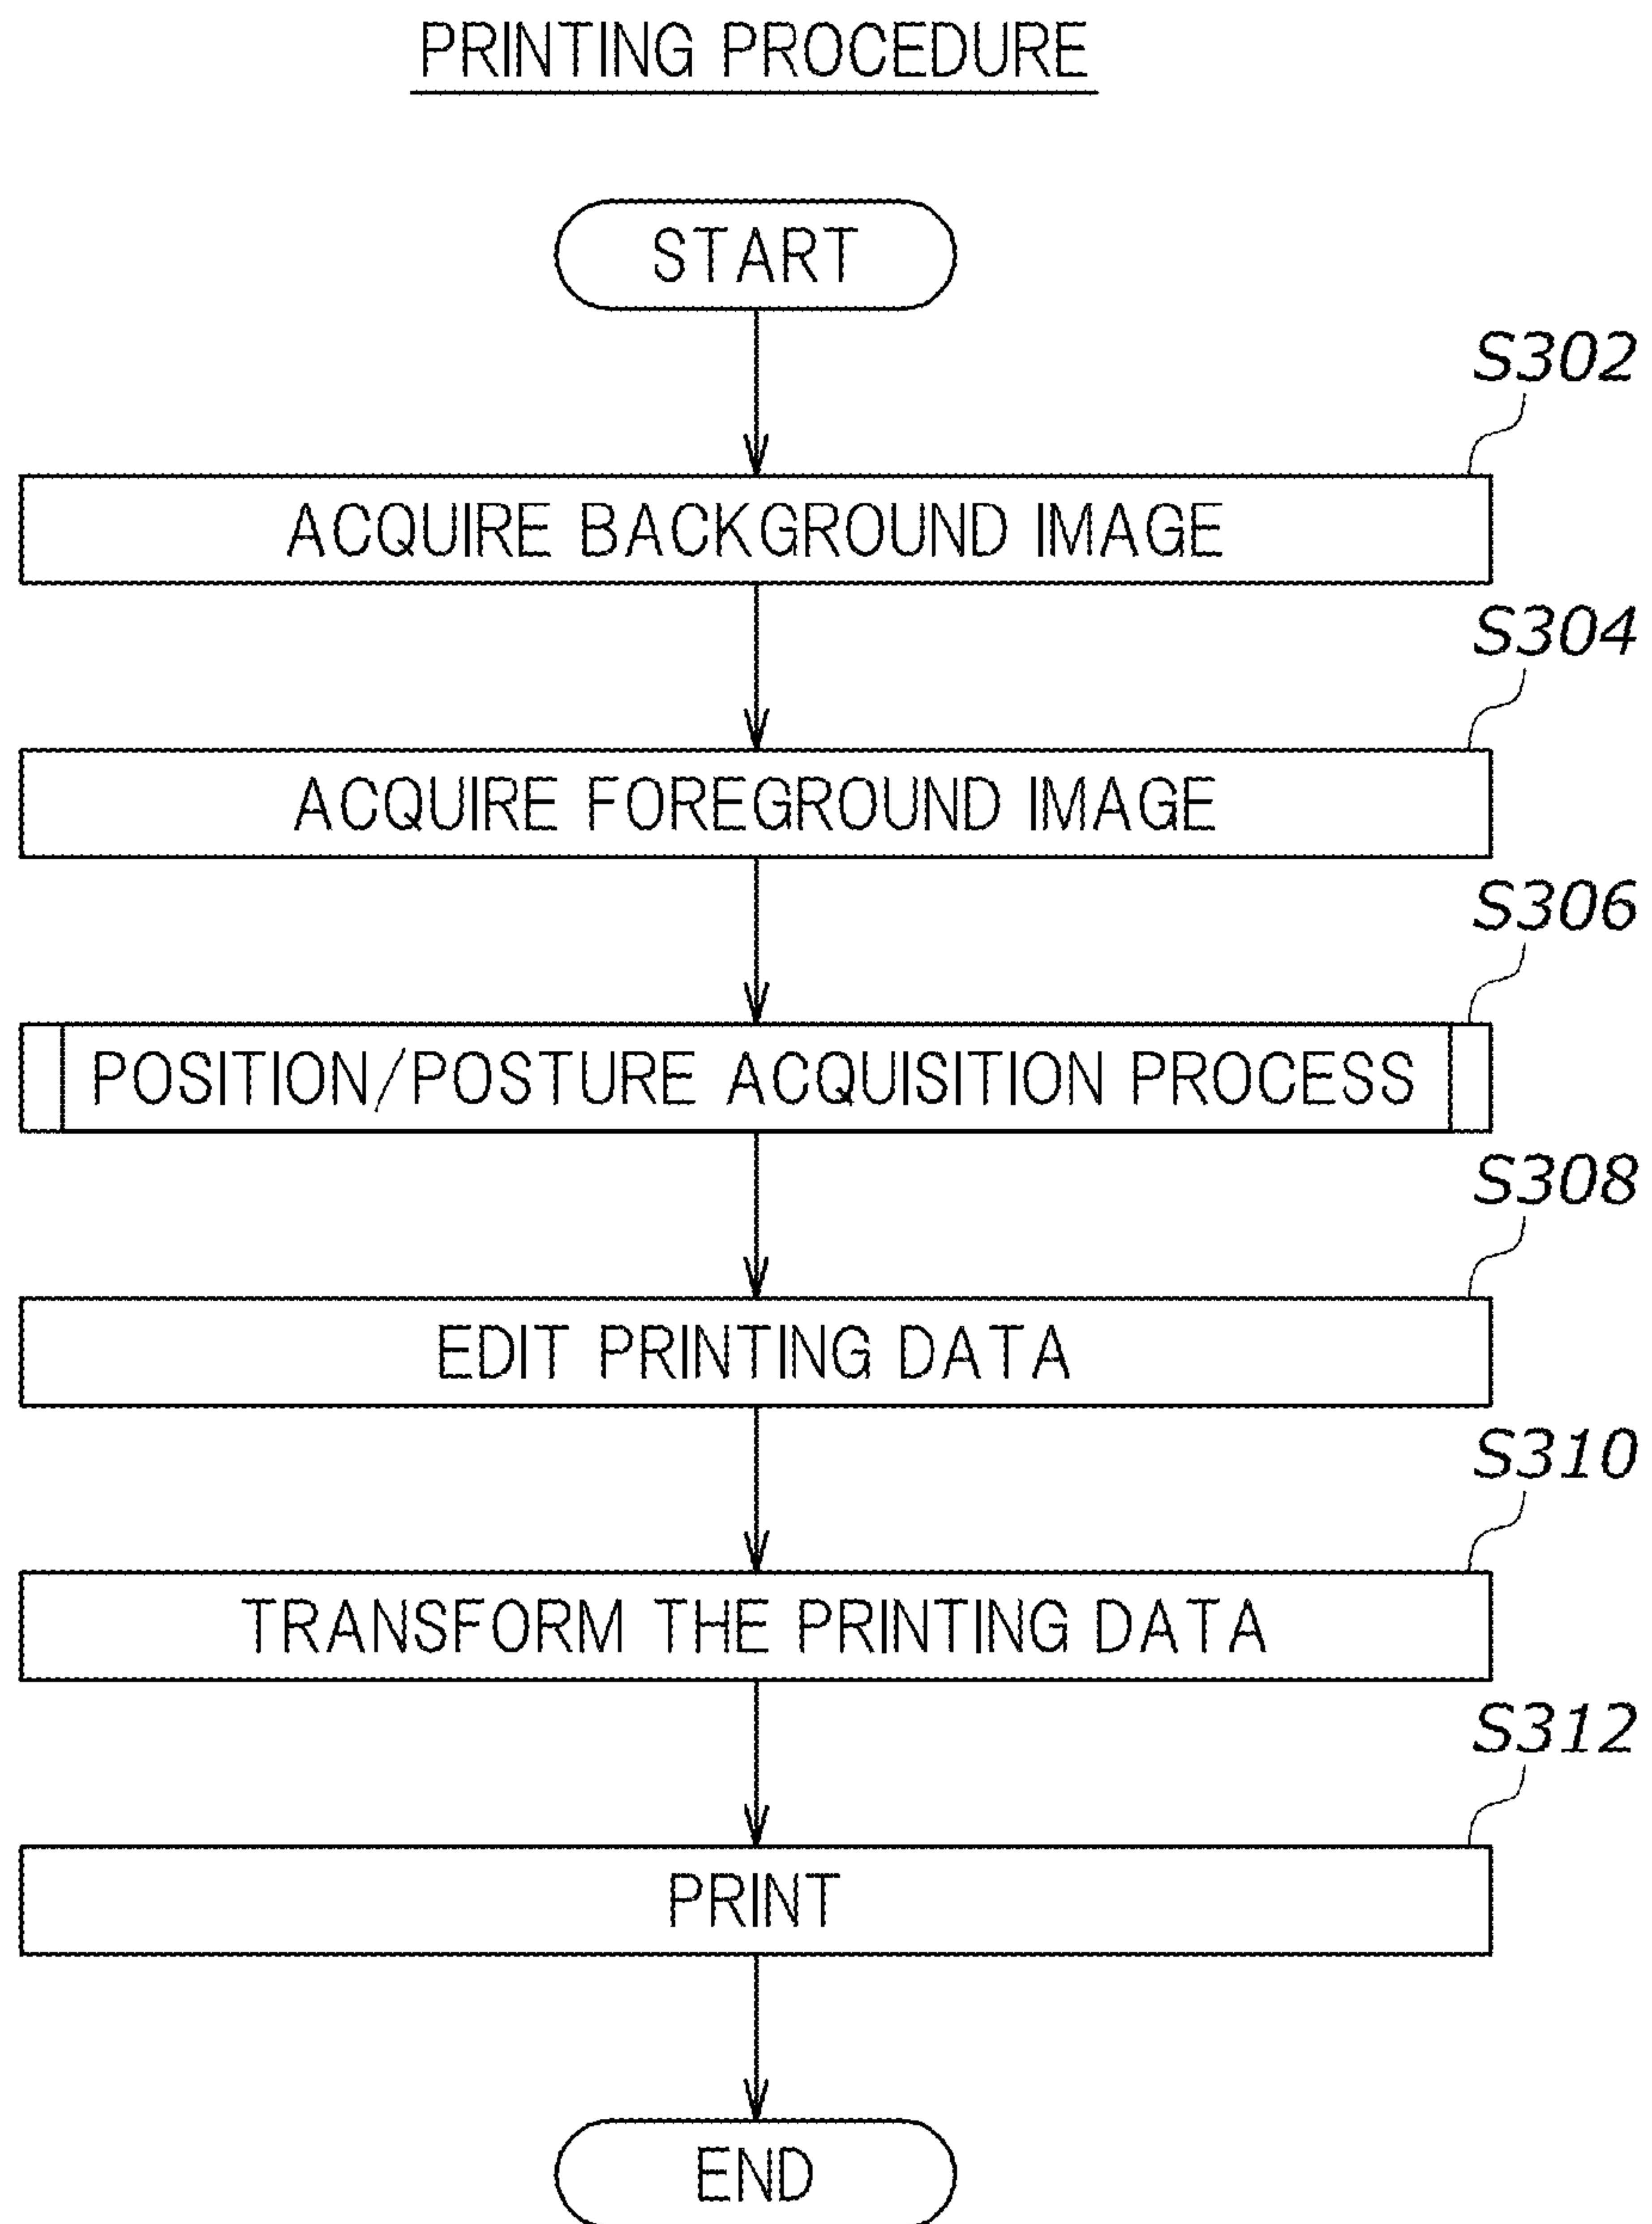 PRINTING PROCEDURE
START
S302
ACQUIRE BACKGROUND IMAGE
S304
ACQUIRE FOREGROUND IMAGE
S306
POSITION/POSTURE ACQUISITION PROCESS
S308
EDIT PRINTING DATA
S310
TRANSFORM THE PRINTING DATA
S312
PRINT
END